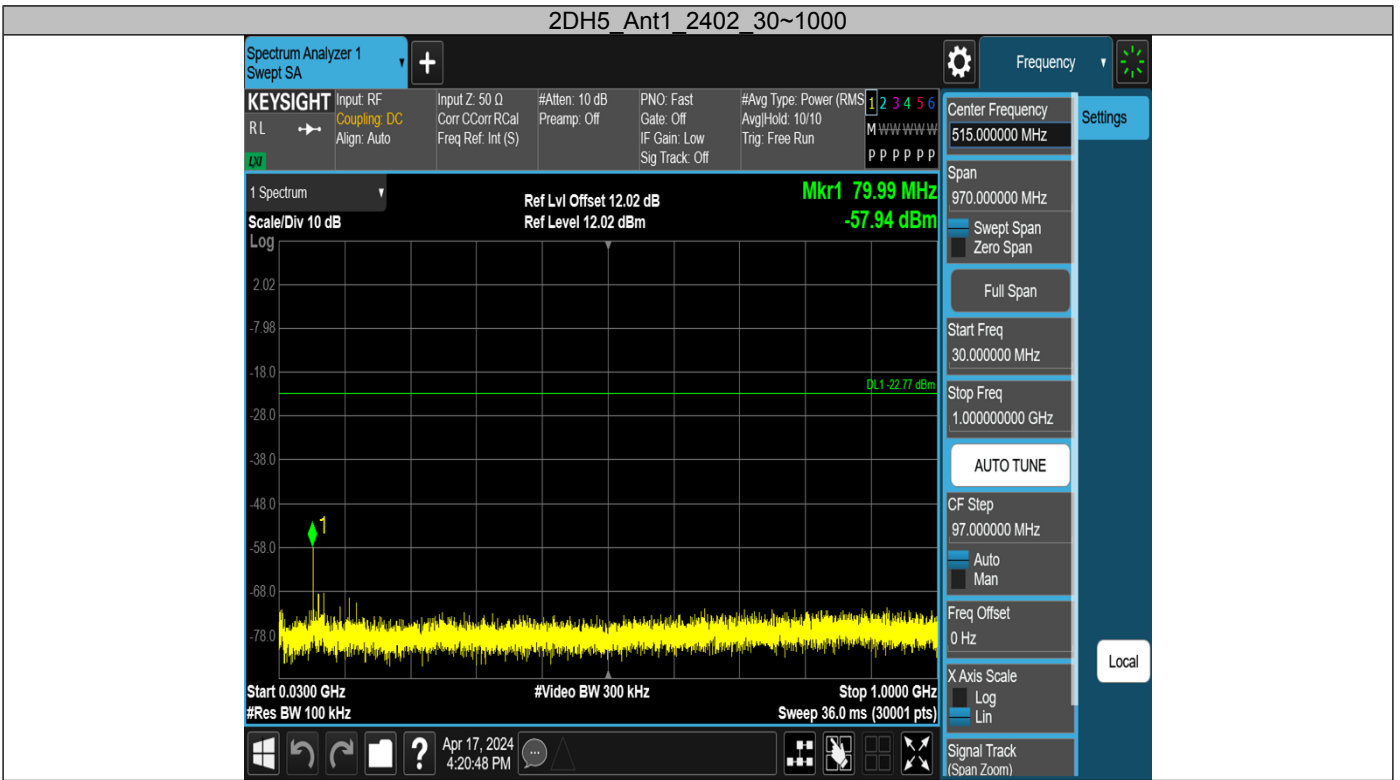 2DH5_Ant1_2402_30~1000
Spectrum Analyzer 1
Swept SA
+
Frequency
KEYSIGHT
R L
LXI
Input: RF
Coupling: DC
Align: Auto
Input Z: 50 Ω
Corr CCorr RCal
Freq Ref: Int (S)
#Atten: 10 dB
Preamp: Off
PNO: Fast
Gate: Off
IF Gain: Low
Sig Track: Off
#Avg Type: Power (RMS
Avg|Hold: 10/10
Trig: Free Run
1 2 3 4 5 6
M W W W W W
P P P P P P
1 Spectrum
Scale/Div 10 dB
Log
Ref Lvl Offset 12.02 dB
Ref Level 12.02 dBm
Mkr1 79.99 MHz
-57.94 dBm
2.02
-7.98
-18.0
DL1 -22.77 dBm
-28.0
-38.0
-48.0
1
-58.0
-68.0
-78.0
Start 0.0300 GHz
#Video BW 300 kHz
Stop 1.0000 GHz
#Res BW 100 kHz
Sweep 36.0 ms (30001 pts)
Center Frequency
515.000000 MHz
Settings
Span
970.000000 MHz
Swept Span
Zero Span
Full Span
Start Freq
30.000000 MHz
Stop Freq
1.000000000 GHz
AUTO TUNE
CF Step
97.000000 MHz
Auto
Man
Freq Offset
0 Hz
Local
X Axis Scale
Log
Lin
Signal Track
(Span Zoom)
?
Apr 17, 2024
4:20:48 PM